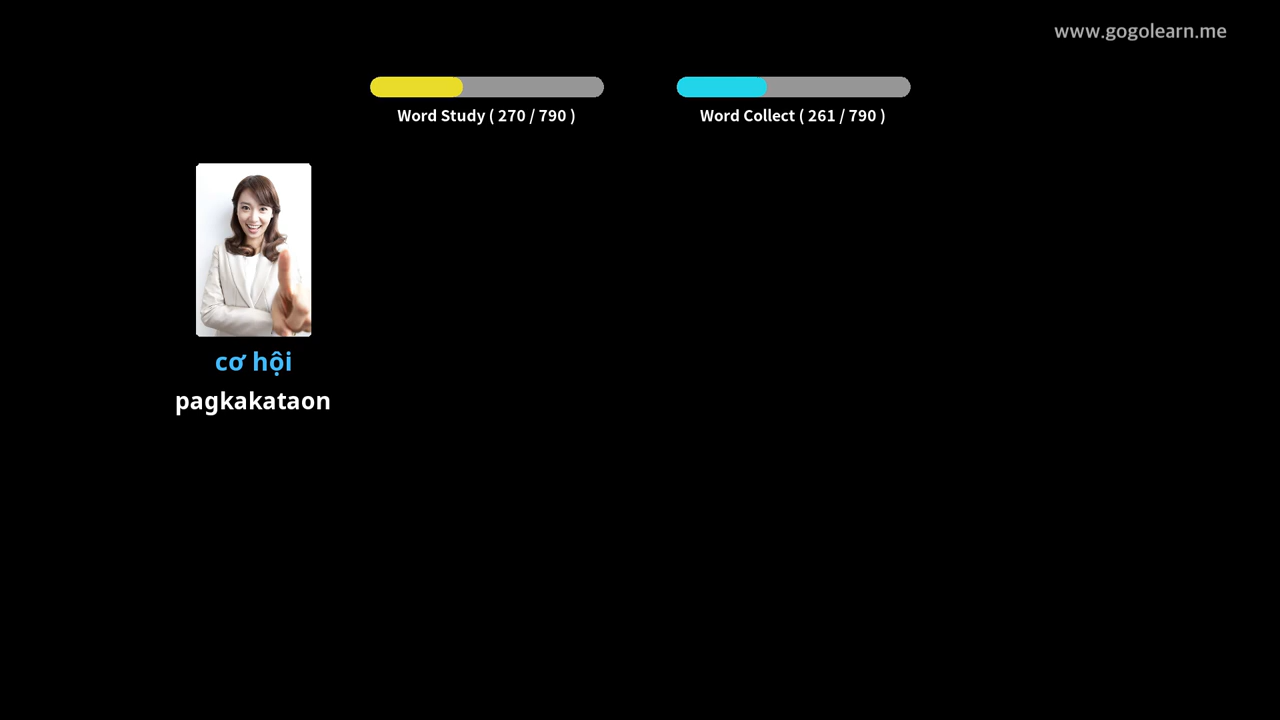 www.gogolearn.me
Word Study ( 270 / 790 )
Word Collect ( 261 / 790 )
cơ hội
pagkakataon